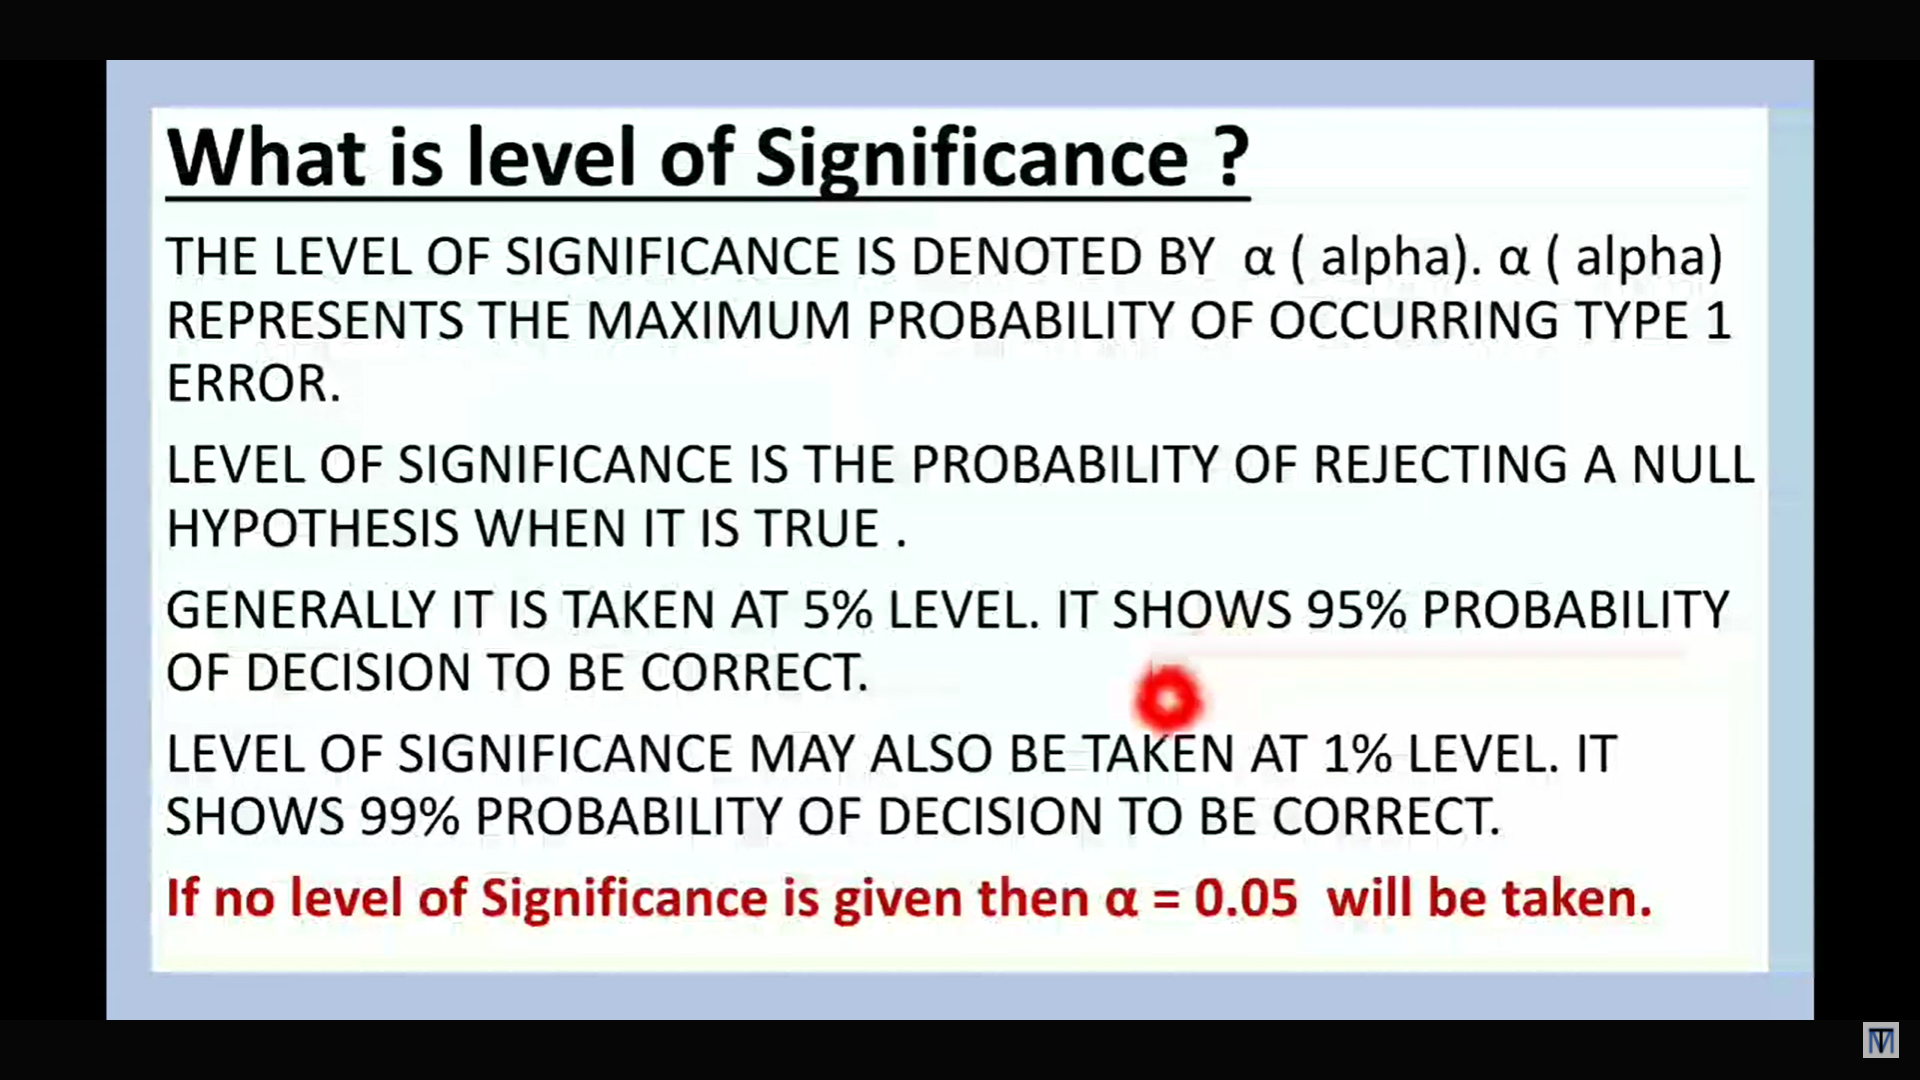 What is level of Significance ?
THE LEVEL OF SIGNIFICANCE IS DENOTED BY α ( alpha). α ( alpha)
REPRESENTS THE MAXIMUM PROBABILITY OF OCCURRING TYPE 1
ERROR.
LEVEL OF SIGNIFICANCE IS THE PROBABILITY OF REJECTING A NULL
HYPOTHESIS WHEN IT IS TRUE .
GENERALLY IT IS TAKEN AT 5% LEVEL. IT SHOWS 95% PROBABILITY
OF DECISION TO BE CORRECT.
LEVEL OF SIGNIFICANCE MAY ALSO BE TAKEN AT 1% LEVEL. IT
SHOWS 99% PROBABILITY OF DECISION TO BE CORRECT.
If no level of Significance is given then α = 0.05 will be taken.